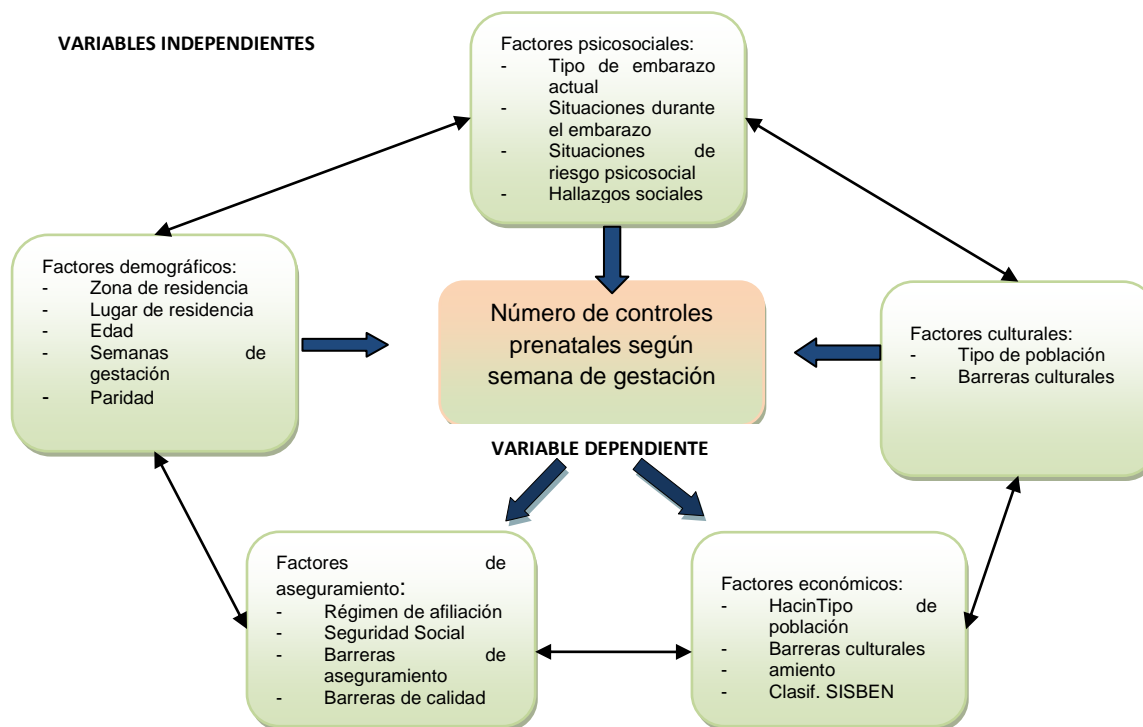 VARIABLES INDEPENDIENTES
Factores psicosociales:
- Tipo de embarazo
actual
- Situaciones durante
el embarazo
- Situaciones de
riesgo psicosocial
- Hallazgos sociales
Factores demográficos:
- Zona de residencia
- Lugar de residencia
- Edad
- Semanas de
gestación
- Paridad
Número de controles
prenatales según
semana de gestación
Factores culturales:
- Tipo de población
- Barreras culturales
VARIABLE DEPENDIENTE
Factores de
aseguramiento:
- Régimen de afiliación
- Seguridad Social
- Barreras de
aseguramiento
- Barreras de calidad
Factores económicos:
- HacinTipo de
población
- Barreras culturales
- amiento
- Clasif. SISBEN